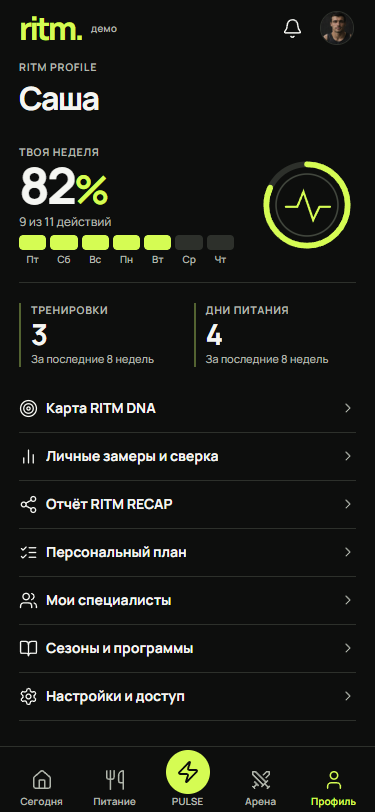 ritm. демо
RITM PROFILE
Саша
ТВОЯ НЕДЕЛЯ
82%
9 из 11 действий
Пт Сб Вс Пн Вт Ср Чт
ТРЕНИРОВКИ
3
За последние 8 недель
ДНИ ПИТАНИЯ
4
За последние 8 недель
Карта RITM DNA
Личные замеры и сверка
Отчёт RITM RECAP
Персональный план
Мои специалисты
Сезоны и программы
Настройки и доступ
Сегодня Питание PULSE Арена Профиль